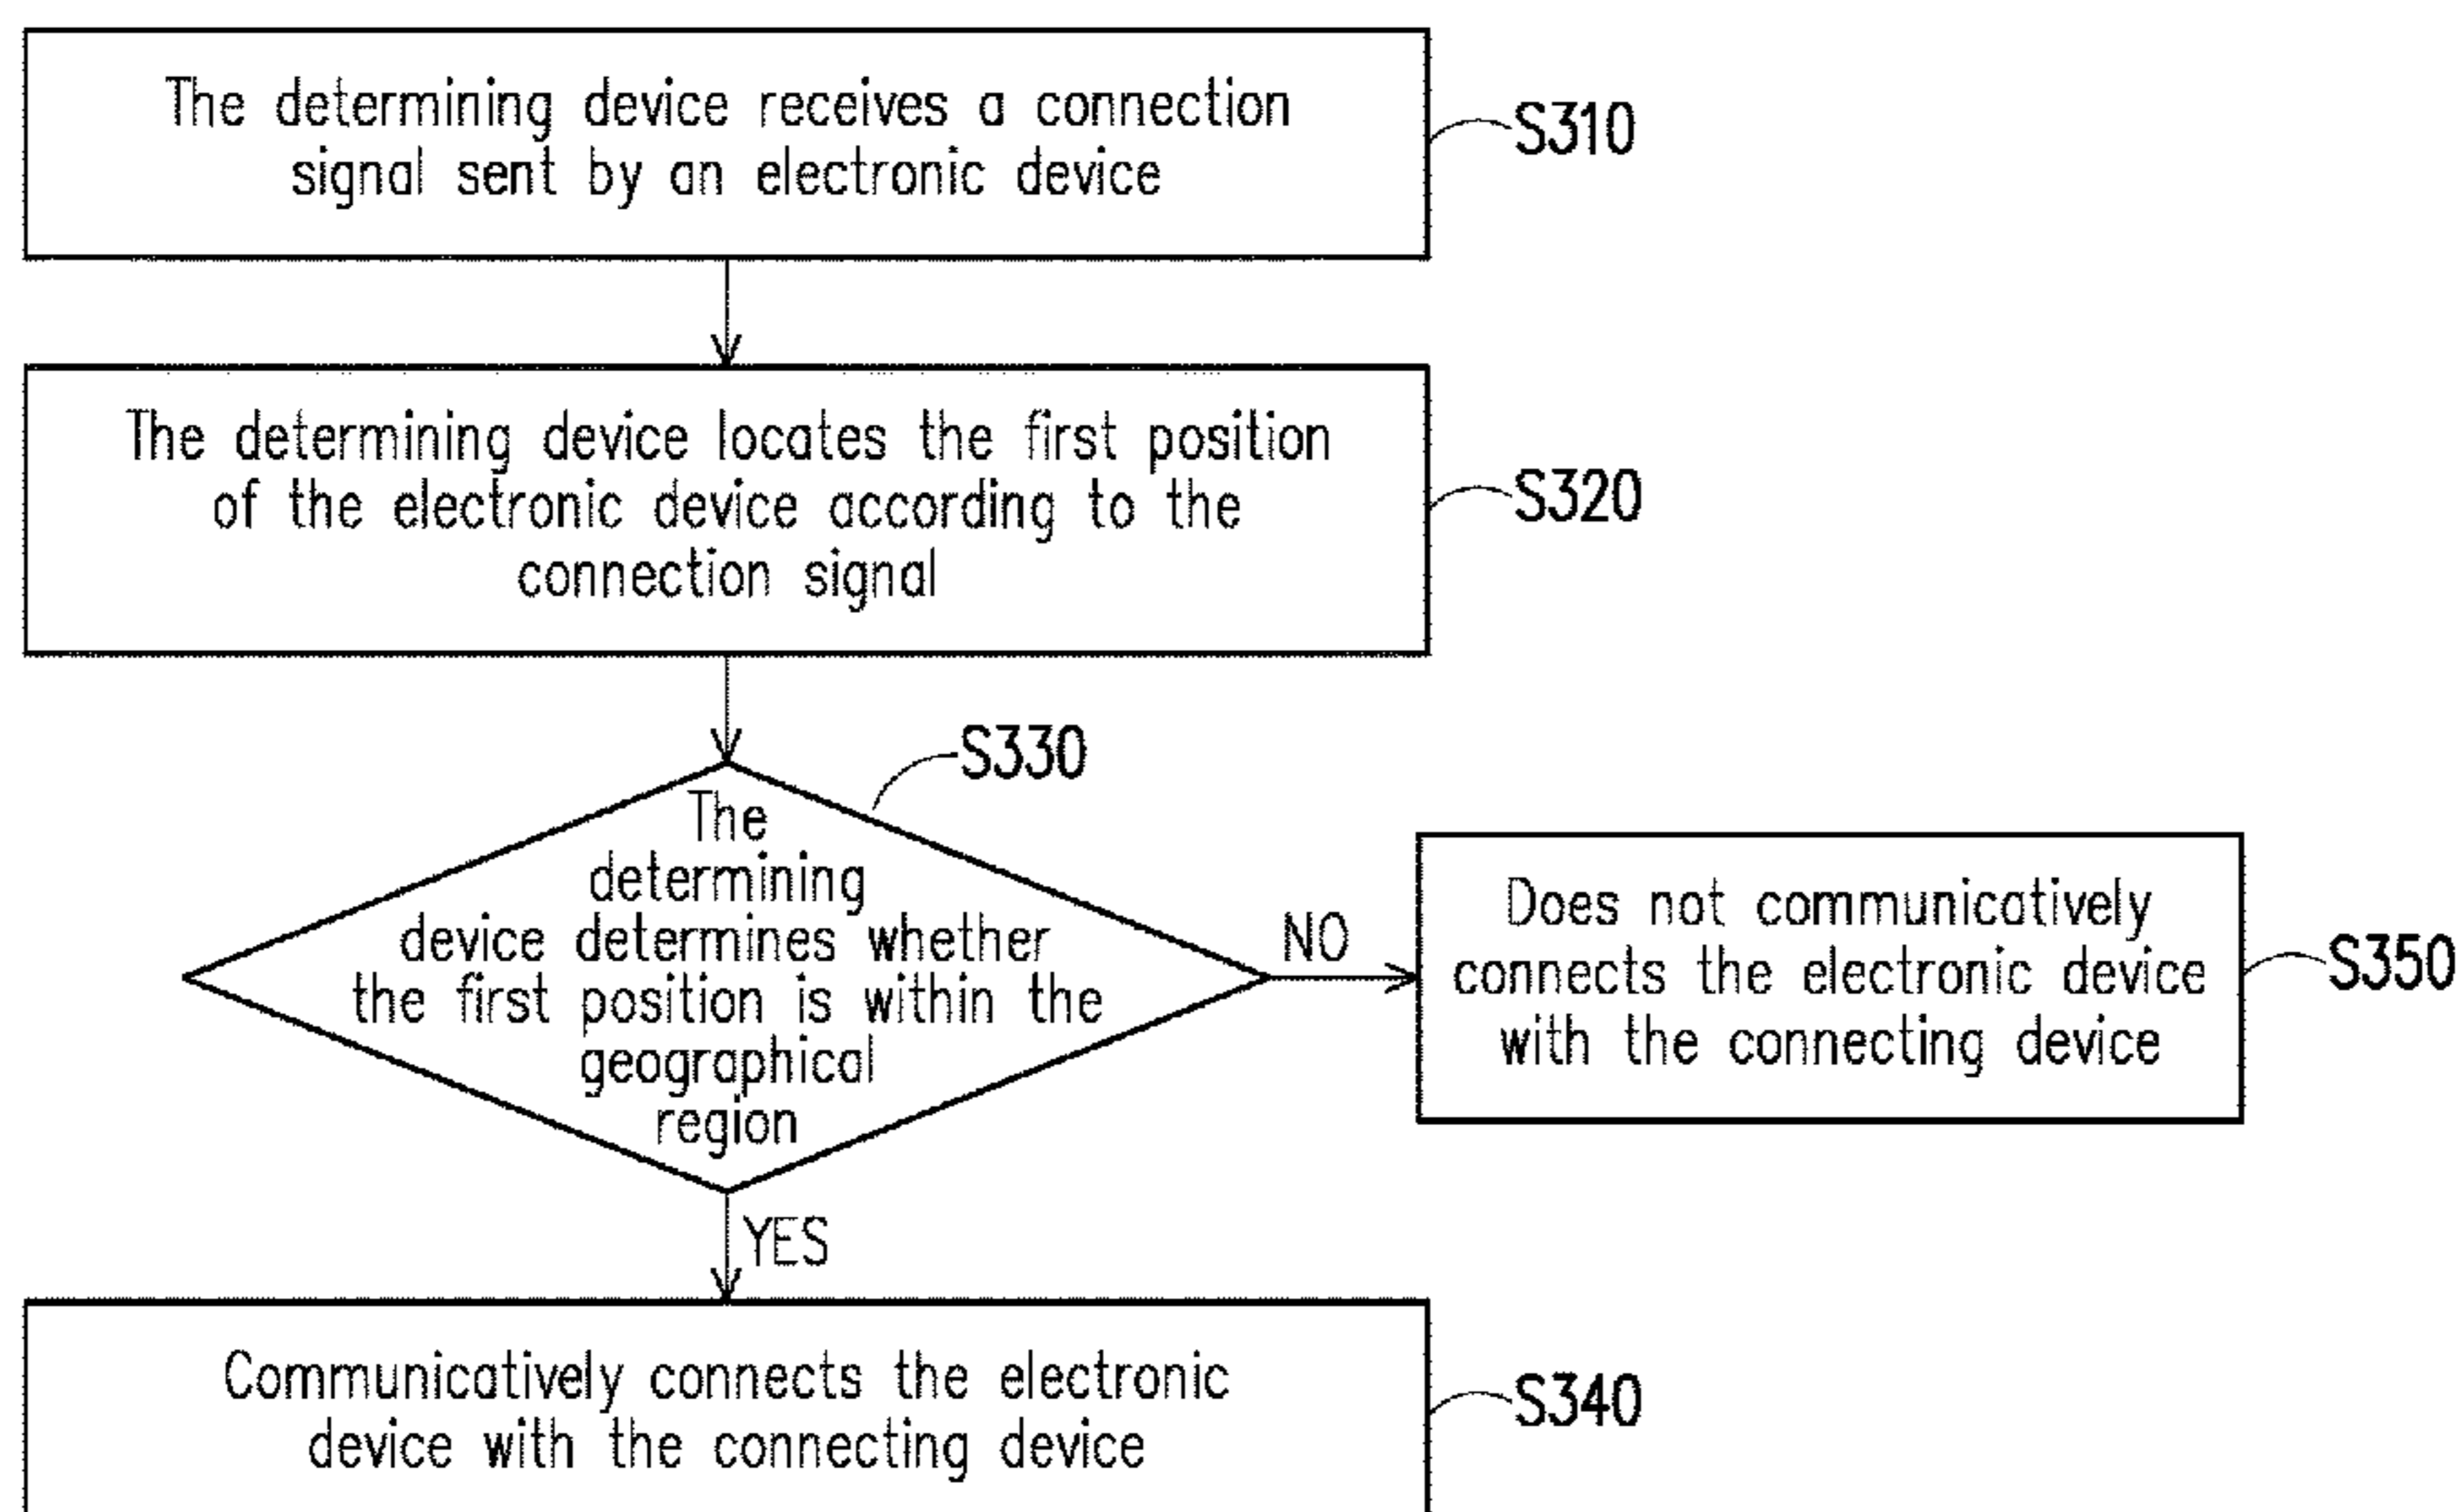 The determining device receives a connection
signal sent by an electronic device
S310
The determining device locates the first position
of the electronic device according to the
connection signal
S320
S330
The
determining
device determines whether
the first position is within the
geographical
region
NO
Does not communicatively
connects the electronic device
with the connecting device
S350
YES
Communicatively connects the electronic
device with the connecting device
S340